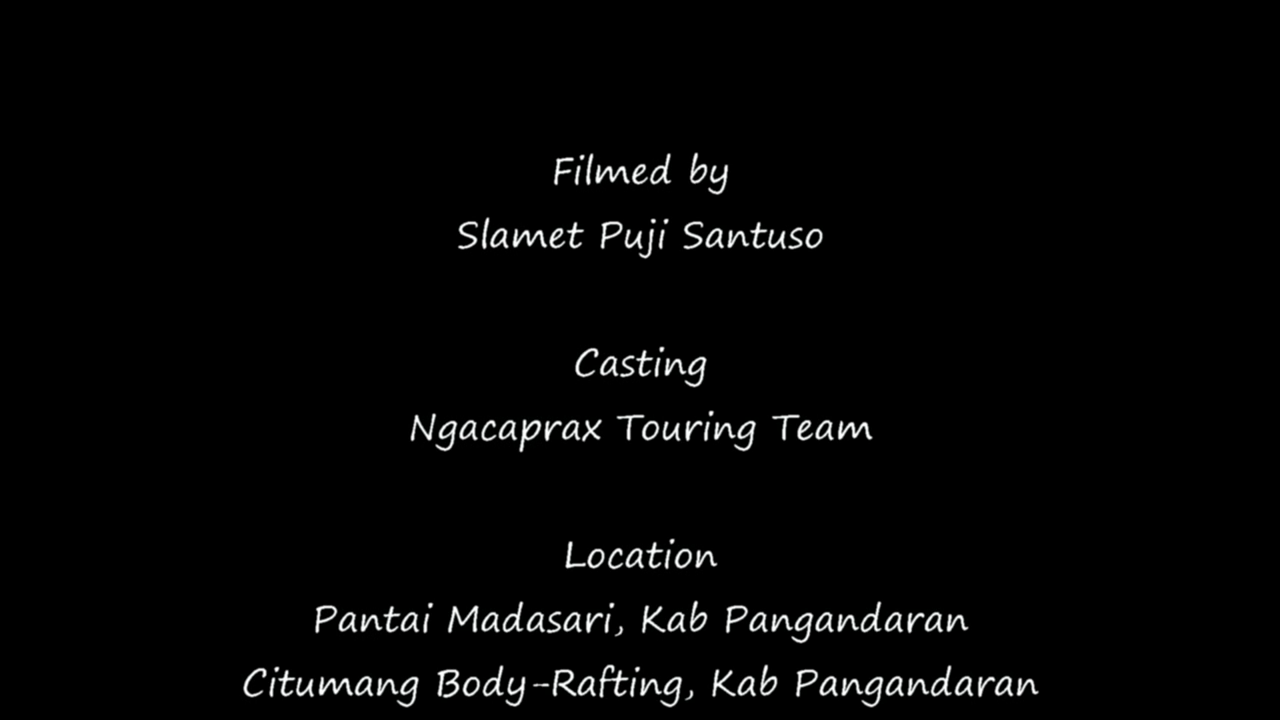 Filmed by
Slamet Puji Santuso
Casting
Ngacaprax Touring Team
Location
Pantai Madasari, Kab Pangandaran
Citumang Body-Rafting, Kab Pangandaran